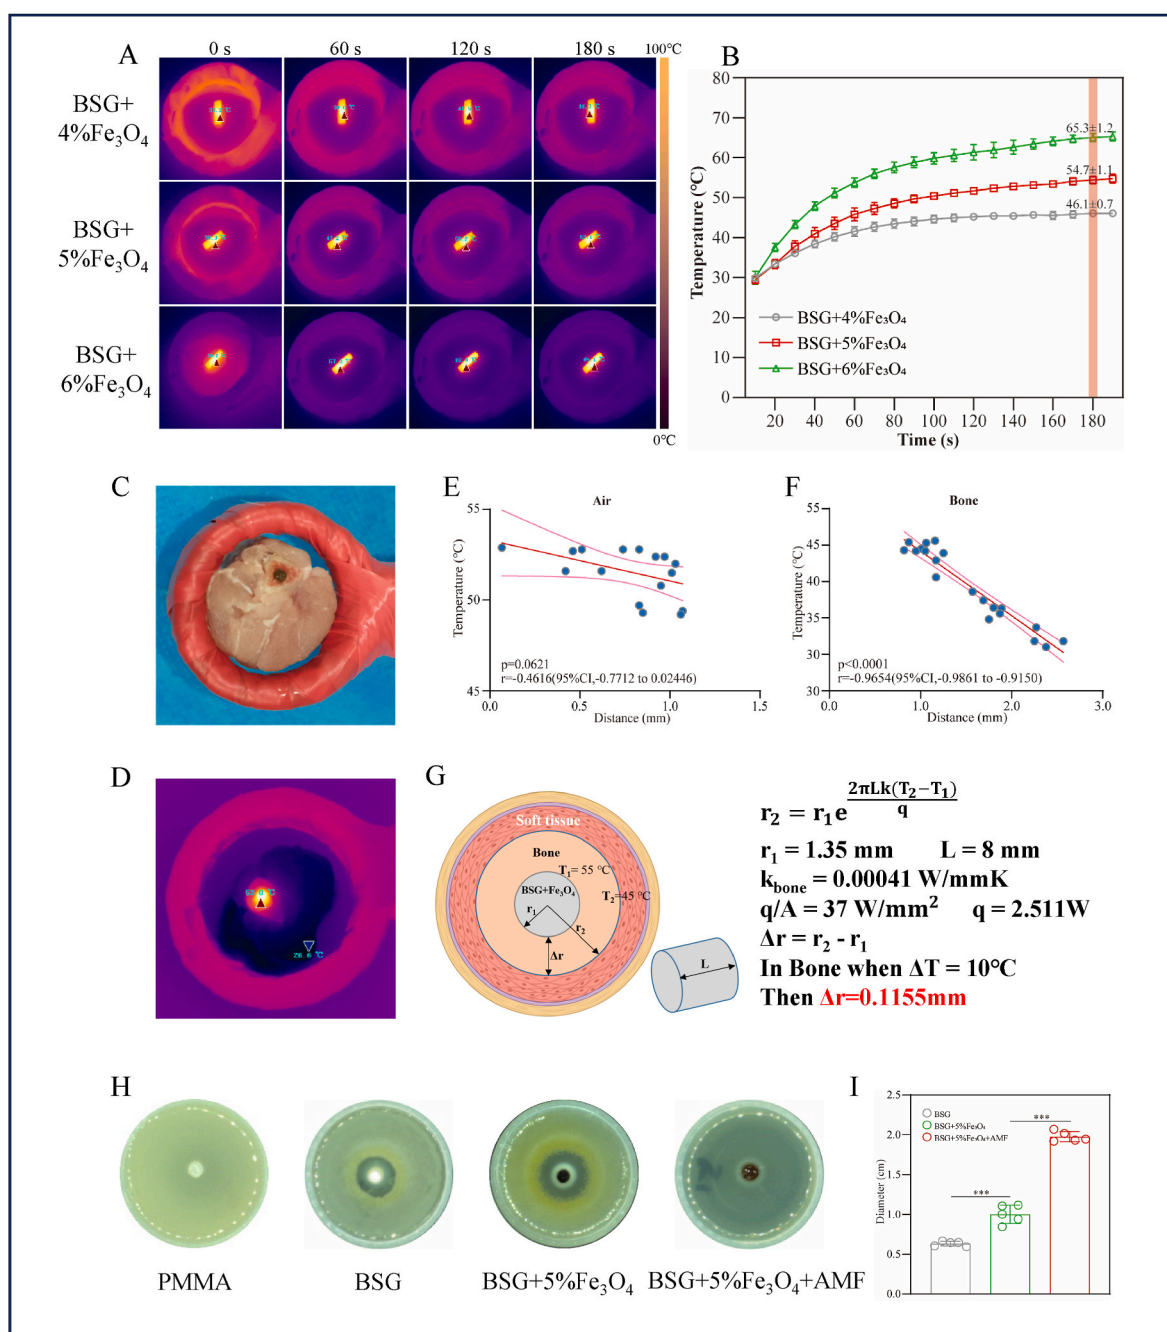 A
0 s
60 s
120 s
180 s
100℃
BSG+
4%Fe₃O₄
BSG+
5%Fe₃O₄
BSG+
6%Fe₃O₄
0℃
B
80
70
60
50
40
30
20
10
0
Temperature (℃)
65.3±1.2
54.7±1.1
46.1±0.7
BSG+4%Fe₃O₄
BSG+5%Fe₃O₄
BSG+6%Fe₃O₄
20 40 60 80 100 120 140 160 180
Time (s)
C
E
Air
55
50
45
Temperature (℃)
p=0.0621
r=-0.4616(95%CI,-0.7712 to 0.02446)
0.0 0.5 1.0 1.5
Distance (mm)
F
Bone
55
45
40
35
30
30
Temperature (℃)
p<0.0001
r=-0.9654(95%CI,-0.9861 to -0.9150)
0.0 1.0 2.0 3.0
Distance (mm)
D
26.6 ℃
G
Soft tissue
Bone
T₁= 55 ℃
BSG+Fe₃O₄
T₂=45 ℃
r₁
r₂
Δr
L
r₂ = r₁e^(2πLk(T₂−T₁)/q)
r₁ = 1.35 mm L = 8 mm
k_bone = 0.00041 W/mmK
q/A = 37 W/mm² q = 2.511W
Δr = r₂ - r₁
In Bone when ΔT = 10℃
Then Δr=0.1155mm
H
PMMA
BSG
BSG+5%Fe₃O₄
BSG+5%Fe₃O₄+AMF
I
2.5
2.0
1.5
1.0
0.5
0.0
Diameter (cm)
BSG
BSG+5%Fe₃O₄
BSG+5%Fe₃O₄+AMF
***
***